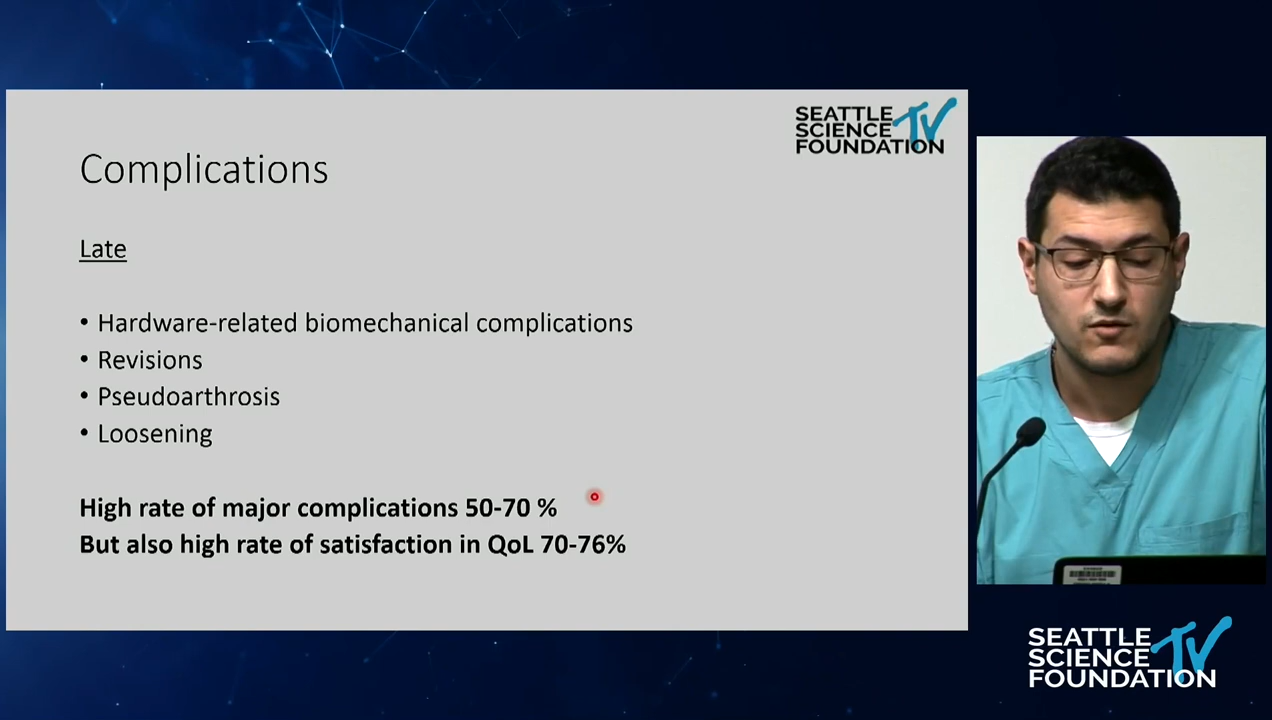 SEATTLE
SCIENCE TV
FOUNDATION
Complications
Late
• Hardware-related biomechanical complications
• Revisions
• Pseudoarthrosis
• Loosening
High rate of major complications 50-70 %
But also high rate of satisfaction in QoL 70-76%
SEATTLE
SCIENCE TV
FOUNDATION